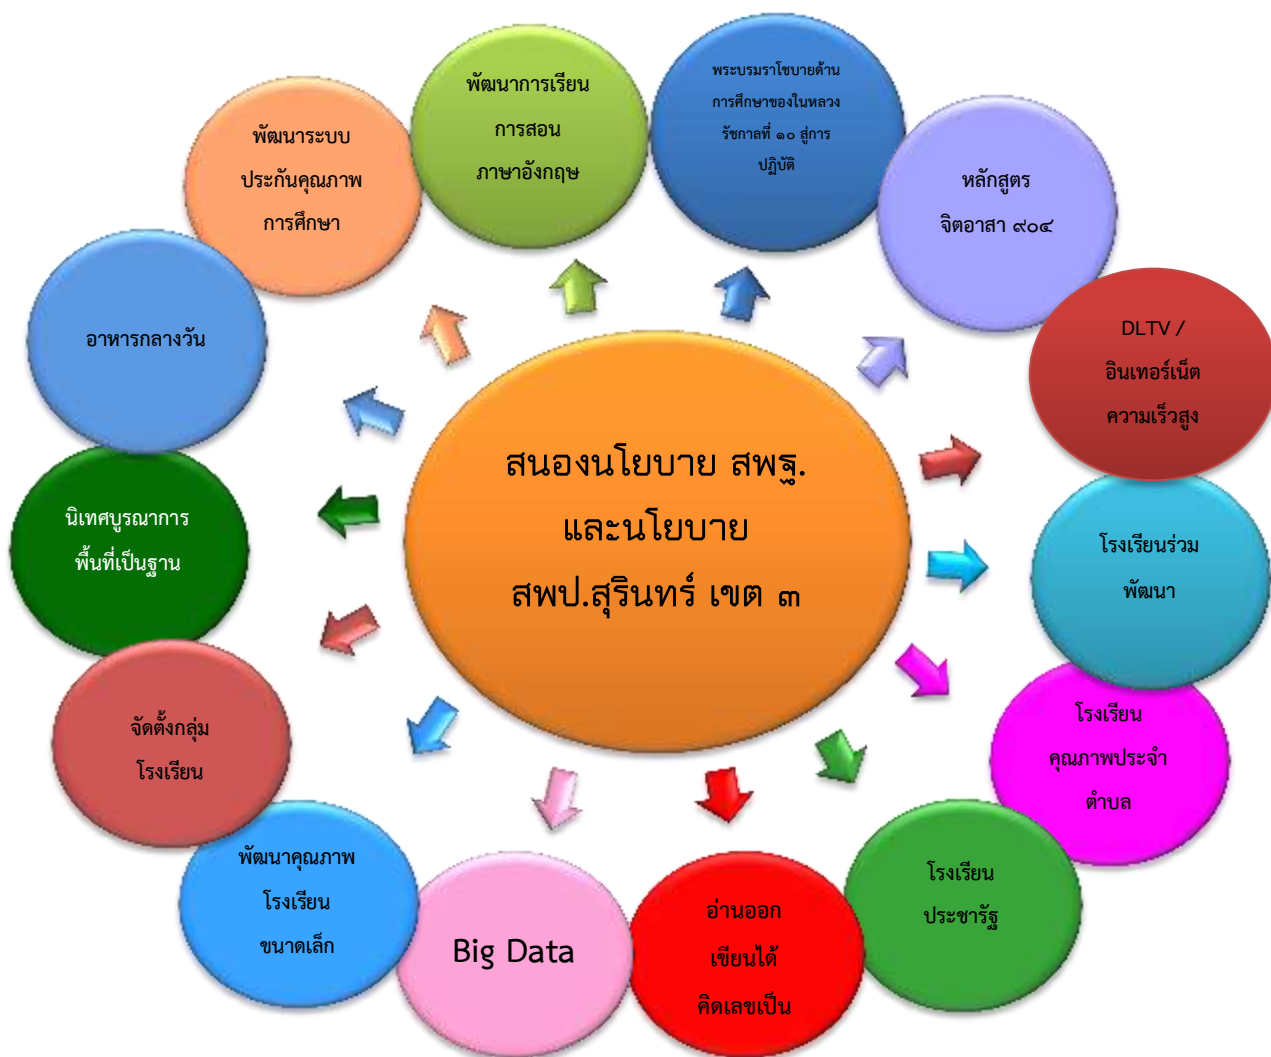 สนองนโยบาย สพฐ.
และนโยบาย
สพป.สุรินทร์ เขต ๓
พระบรมราโชบายด้าน
การศึกษาของในหลวง
รัชกาลที่ ๑๐ สู่การ
ปฏิบัติ
หลักสูตร
จิตอาสา ๙๐๔
DLTV /
อินเทอร์เน็ต
ความเร็วสูง
โรงเรียนร่วม
พัฒนา
โรงเรียน
คุณภาพประจำ
ตำบล
โรงเรียน
ประชารัฐ
อ่านออก
เขียนได้
คิดเลขเป็น
Big Data
พัฒนาคุณภาพ
โรงเรียน
ขนาดเล็ก
จัดตั้งกลุ่ม
โรงเรียน
นิเทศบูรณาการ
พื้นที่เป็นฐาน
อาหารกลางวัน
พัฒนาระบบ
ประกันคุณภาพ
การศึกษา
พัฒนาการเรียน
การสอน
ภาษาอังกฤษ